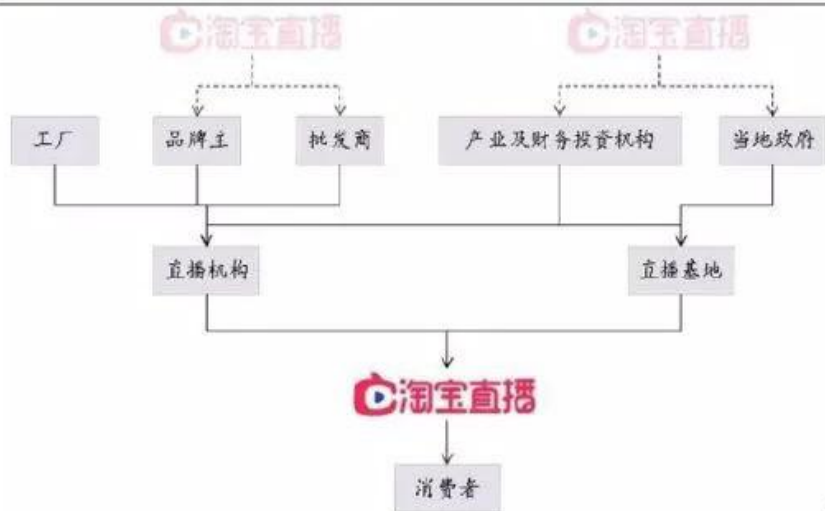 淘宝直播 淘宝直播
工厂 品牌主 批发商 产业及财务投资机构 当地政府
直播机构 直播基地
淘宝直播
消费者